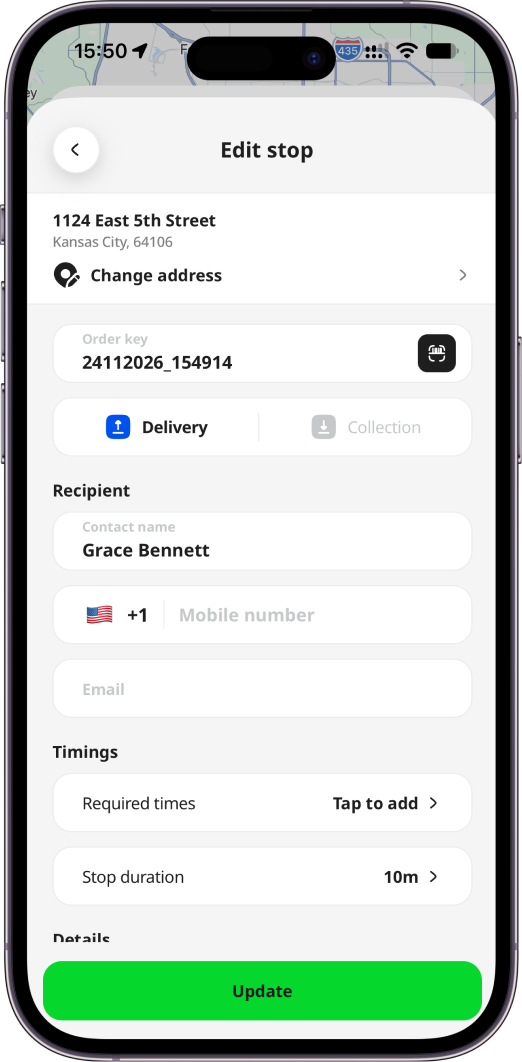 15:50
F
435
ey
Edit stop
1124 East 5th Street
Kansas City, 64106
Change address
Order key
24112026_154914
Delivery
Collection
Recipient
Contact name
Grace Bennett
+1
Mobile number
Email
Timings
Required times
Tap to add
Stop duration
10m
Details
Update